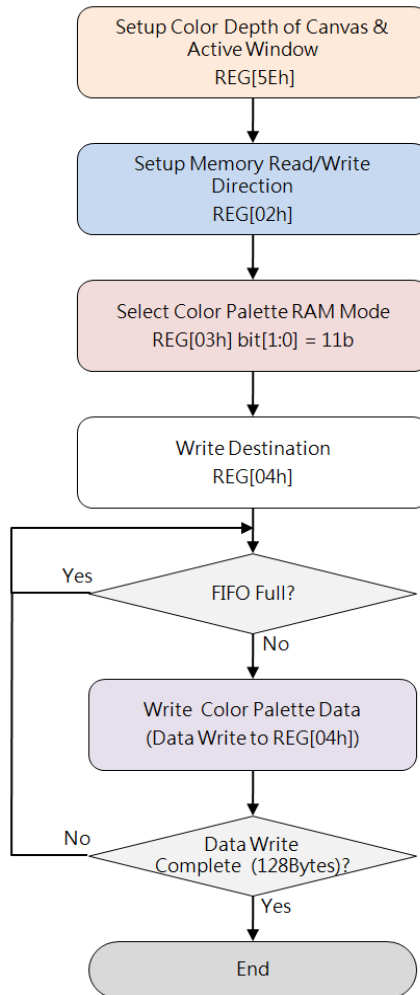 Setup Color Depth of Canvas &
Active Window
REG[5Eh]
Setup Memory Read/Write
Direction
REG[02h]
Select Color Palette RAM Mode
REG[03h] bit[1:0] = 11b
Write Destination
REG[04h]
Yes
FIFO Full?
No
Write Color Palette Data
(Data Write to REG[04h])
No
Data Write
Complete (128Bytes)?
Yes
End